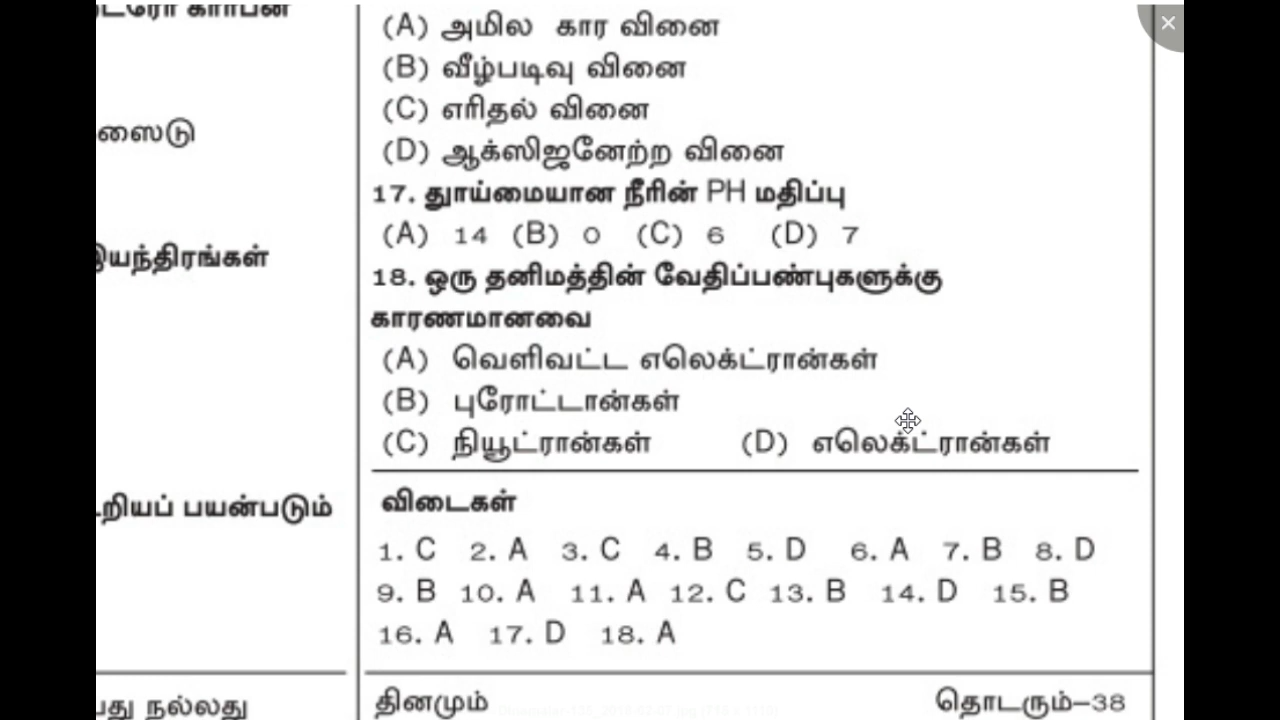 ட்ரோ கார்பன்
ஸைடு
இயந்திரங்கள்
றியப் பயன்படும்
பது நல்லது
(A) அமில கார வினை
(B) வீழ்படிவு வினை
(C) எரிதல் வினை
(D) ஆக்ஸிஜனேற்ற வினை
17. தூய்மையான நீரின் PH மதிப்பு
(A) 14 (B) 0 (C) 6 (D) 7
18. ஒரு தனிமத்தின் வேதிப்பண்புகளுக்கு
காரணமானவை
(A) வெளிவட்ட எலெக்ட்ரான்கள்
(B) புரோட்டான்கள்
(C) நியூட்ரான்கள் (D) எலெக்ட்ரான்கள்
விடைகள்
1. C 2. A 3. C 4. B 5. D 6. A 7. B 8. D
9. B 10. A 11. A 12. C 13. B 14. D 15. B
16. A 17. D 18. A
தினமும் தொடரும்–38